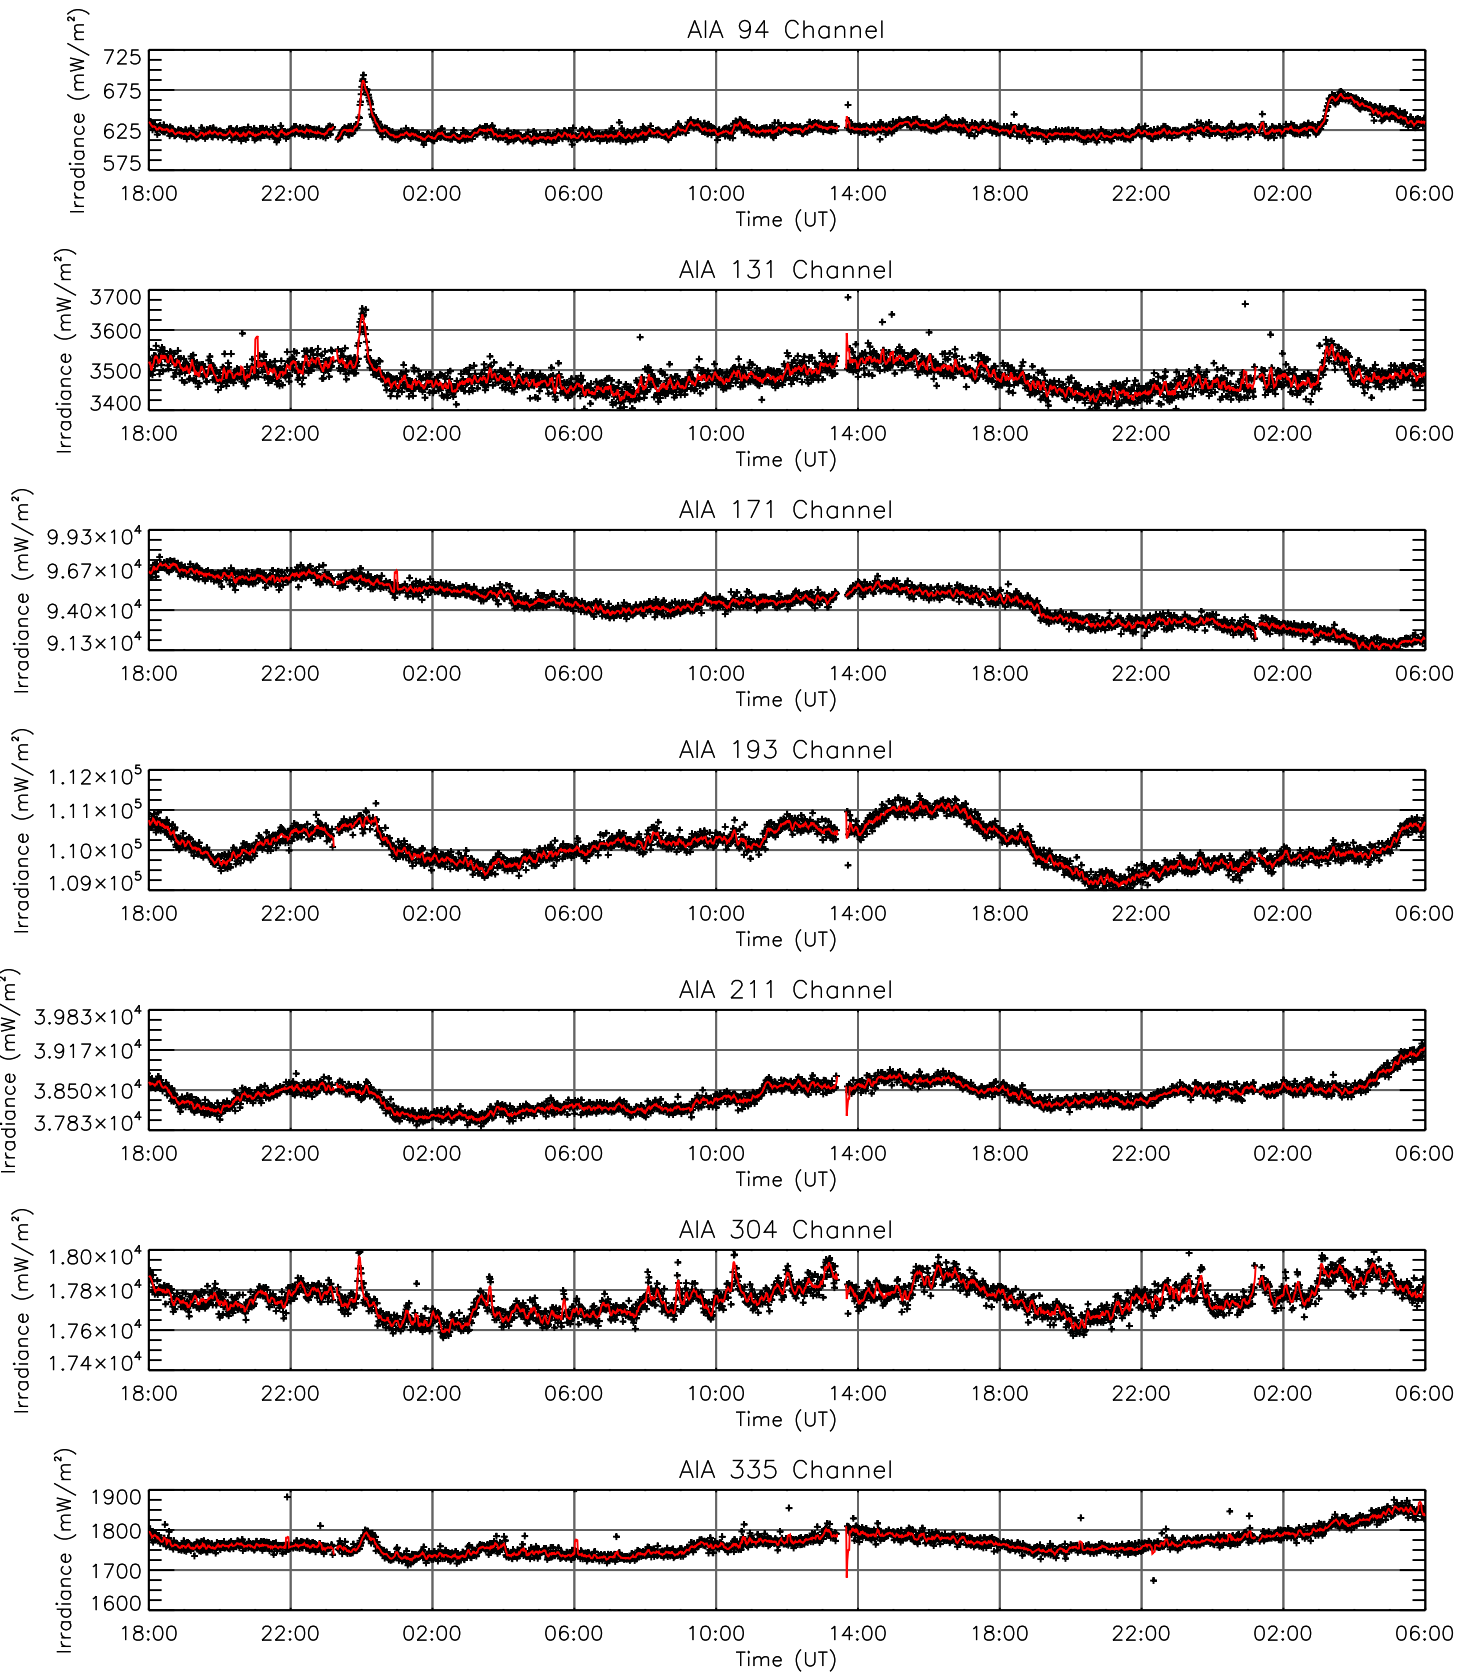 AIA 94 Channel
Irradiance (mW/m²)
725
675
625
575
18:00 22:00 02:00 06:00 10:00 14:00 18:00 22:00 02:00 06:00
Time (UT)
AIA 131 Channel
Irradiance (mW/m²)
3700
3600
3500
3400
18:00 22:00 02:00 06:00 10:00 14:00 18:00 22:00 02:00 06:00
Time (UT)
AIA 171 Channel
Irradiance (mW/m²)
9.93×10⁴
9.67×10⁴
9.40×10⁴
9.13×10⁴
18:00 22:00 02:00 06:00 10:00 14:00 18:00 22:00 02:00 06:00
Time (UT)
AIA 193 Channel
Irradiance (mW/m²)
1.12×10⁵
1.11×10⁵
1.10×10⁵
1.09×10⁵
18:00 22:00 02:00 06:00 10:00 14:00 18:00 22:00 02:00 06:00
Time (UT)
AIA 211 Channel
Irradiance (mW/m²)
3.983×10⁴
3.917×10⁴
3.850×10⁴
3.783×10⁴
18:00 22:00 02:00 06:00 10:00 14:00 18:00 22:00 02:00 06:00
Time (UT)
AIA 304 Channel
Irradiance (mW/m²)
1.80×10⁴
1.78×10⁴
1.76×10⁴
1.74×10⁴
18:00 22:00 02:00 06:00 10:00 14:00 18:00 22:00 02:00 06:00
Time (UT)
AIA 335 Channel
Irradiance (mW/m²)
1900
1800
1700
1600
18:00 22:00 02:00 06:00 10:00 14:00 18:00 22:00 02:00 06:00
Time (UT)